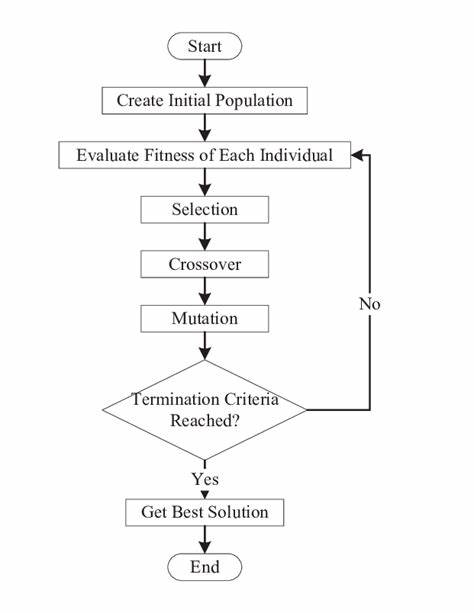 Start
Create Initial Population
Evaluate Fitness of Each Individual
Selection
Crossover
No
Mutation
Termination Criteria
Reached?
Yes
Get Best Solution
End